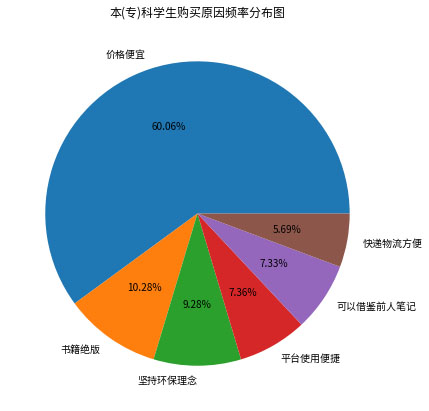 本(专)科学生购买原因频率分布图
价格便宜
60.06%
5.69%
快递物流方便
7.33%
10.28%
7.36%
9.28%
可以借鉴前人笔记
书籍绝版
平台使用便捷
坚持环保理念